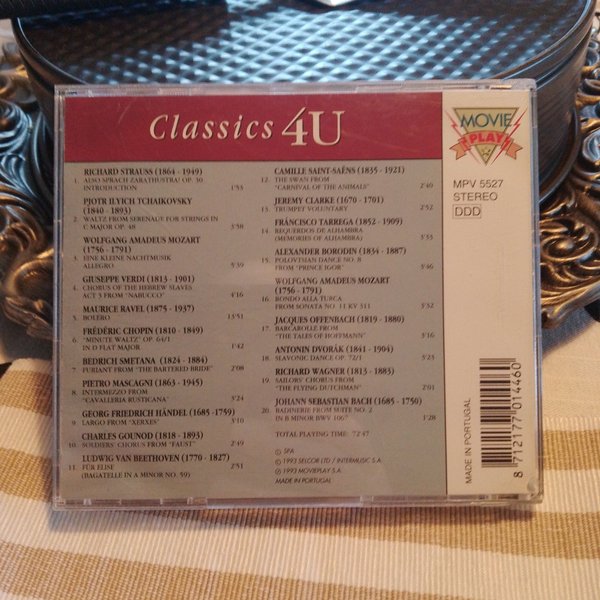 Classics 4U
RICHARD STRAUSS (1864 - 1949)
1. ALSO SPRACH ZARATHUSTRA! OP. 30
INTRODUCTION 1'53
PJOTR ILYICH TCHAIKOVSKY
(1840 - 1893)
2. WALTZ FROM SERENADE FOR STRINGS IN
C MAJOR OP. 48 3'58
WOLFGANG AMADEUS MOZART
(1756 - 1791)
3. EINE KLEINE NACHTMUSIK
ALLEGRO 5'39
GIUSEPPE VERDI (1813 - 1901)
4. CHORUS OF THE HEBREW SLAVES
ACT 3 FROM "NABUCCO" 4'16
MAURICE RAVEL (1875 - 1937)
5. BOLERO 13'51
FRÉDÉRIC CHOPIN (1810 - 1849)
6. "MINUTE WALTZ" OP. 64/1
IN D FLAT MAJOR 1'42
BEDRICH SMETANA (1824 - 1884)
7. FURIANT FROM "THE BARTERED BRIDE" 2'08
PIETRO MASCAGNI (1863 - 1945)
8. INTERMEZZO FROM
"CAVALLERIA RUSTICANA" 3'24
GEORG FRIEDRICH HÄNDEL (1685 - 1759)
9. LARGO FROM "XERXES" 3'10
CHARLES GOUNOD (1818 - 1893)
10. SOLDIERS' CHORUS FROM "FAUST" 2'49
LUDWIG VAN BEETHOVEN (1770 - 1827)
11. FÜR ELISE 2'51
(BAGATELLE IN A MINOR NO. 59)
CAMILLE SAINT-SAËNS (1835 - 1921)
12. THE SWAN FROM
"CARNIVAL OF THE ANIMALS" 2'40
JEREMY CLARKE (1670 - 1701)
13. TRUMPET VOLUNTARY 2'52
FRÁNCISCO TARREGA (1852 - 1909)
14. REQUERDOS DE ALHAMBRA
(MEMORIES OF ALHAMBRA)
ALEXANDER BORODIN (1834 - 1887)
15. POLOVTSIAN DANCE NO. 8
FROM "PRINCE IGOR" 3'46
WOLFGANG AMADEUS MOZART
(1756 - 1791)
16. RONDO ALLA TURCA
FROM SONATA NO. 11 KV 311 3'32
JACQUES OFFENBACH (1819 - 1880)
17. BARCAROLLE FROM
"THE TALES OF HOFFMANN" 3'16
ANTONIN DVORÁK (1841 - 1904)
18. SLAVONIC DANCE OP. 72/1
RICHARD WAGNER (1813 - 1883)
19. SAILORS' CHORUS FROM
"THE FLYING DUTCHMAN" 2'01
JOHANN SEBASTIAN BACH (1685 - 1750)
20. BADINERIE FROM SUITE NO. 2
IN B MINOR BWV 1067 3'28
TOTAL PLAYING TIME: 72'47
© SPA
© 1993 SELCOR LTD / INTERMUSIC S.A.
℗ 1993 MOVIEPLAY S.A.
MADE IN PORTUGAL
MOVIE
PLAY
MPV 5527
STEREO
DDD
MADE IN PORTUGAL
8 712177 014460